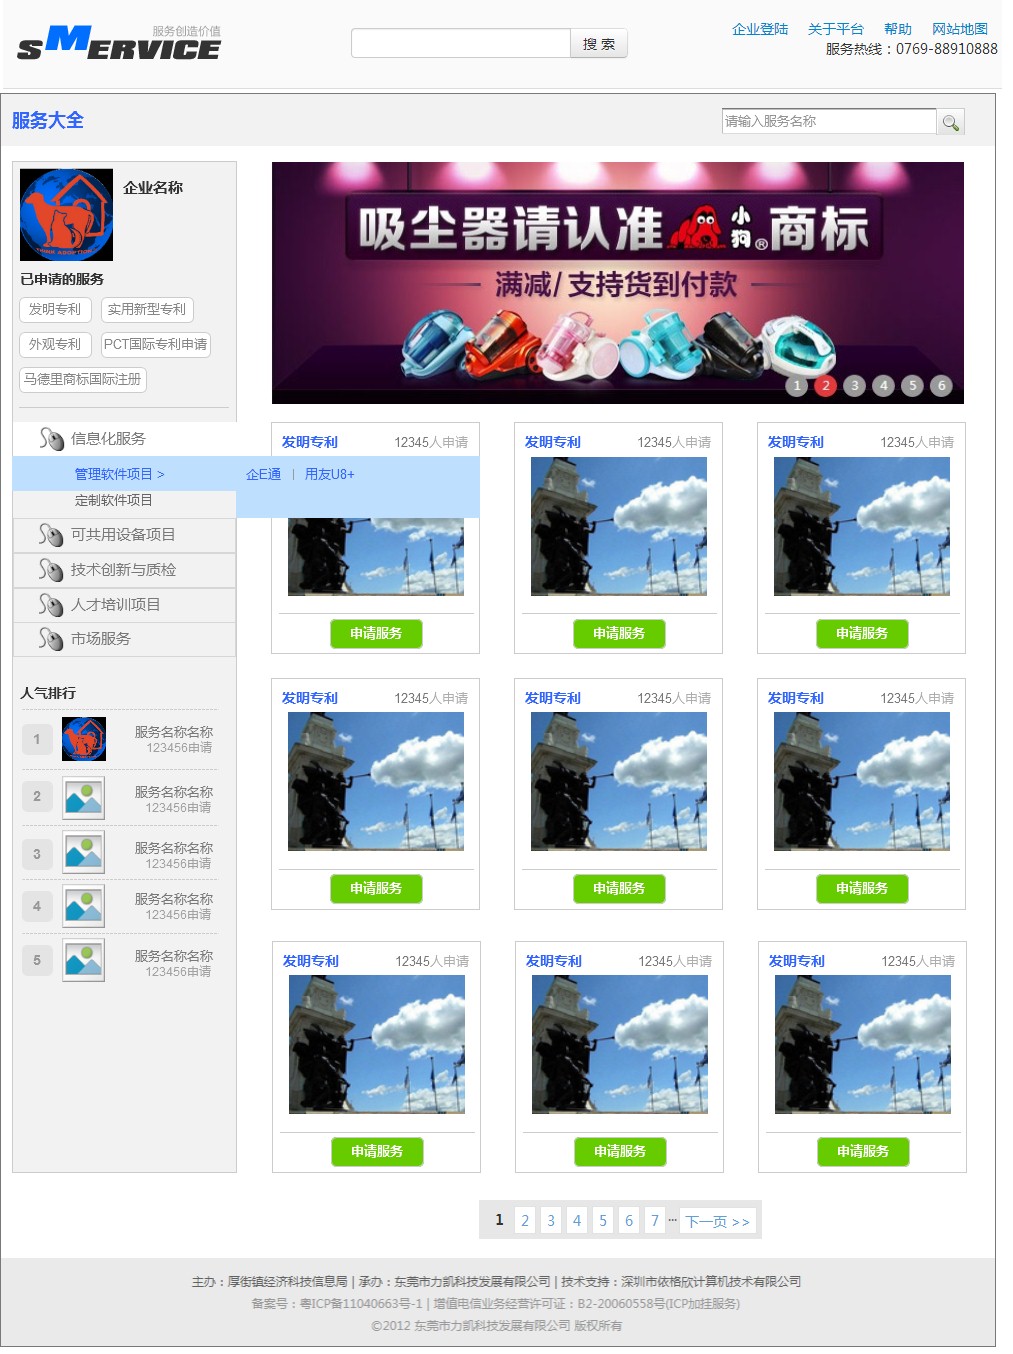 服务创造价值
SMERVICE
搜 索
企业登陆 关于平台 帮助 网站地图
服务热线：0769-88910888
服务大全
请输入服务名称
企业名称
已申请的服务
发明专利 实用新型专利
外观专利 PCT国际专利申请
马德里商标国际注册
信息化服务
管理软件项目 > 企E通 | 用友U8+
定制软件项目
可共用设备项目
技术创新与质检
人才培训项目
市场服务
人气排行
1 服务名称名称
123456申请
2 服务名称名称
123456申请
3 服务名称名称
123456申请
4 服务名称名称
123456申请
5 服务名称名称
123456申请
吸尘器请认准 小狗® 商标
满减/支持货到付款
1 2 3 4 5 6
发明专利 12345人申请 发明专利 12345人申请 发明专利 12345人申请
申请服务 申请服务 申请服务
发明专利 12345人申请 发明专利 12345人申请 发明专利 12345人申请
申请服务 申请服务 申请服务
发明专利 12345人申请 发明专利 12345人申请 发明专利 12345人申请
申请服务 申请服务 申请服务
1 2 3 4 5 6 7 ··· 下一页 >>
主办：厚街镇经济科技信息局 | 承办：东莞市力凯科技发展有限公司 | 技术支持：深圳市依格欣计算机技术有限公司
备案号：粤ICP备11040663号-1 | 增值电信业务经营许可证：B2-20060558号(ICP加挂服务)
©2012 东莞市力凯科技发展有限公司 版权所有